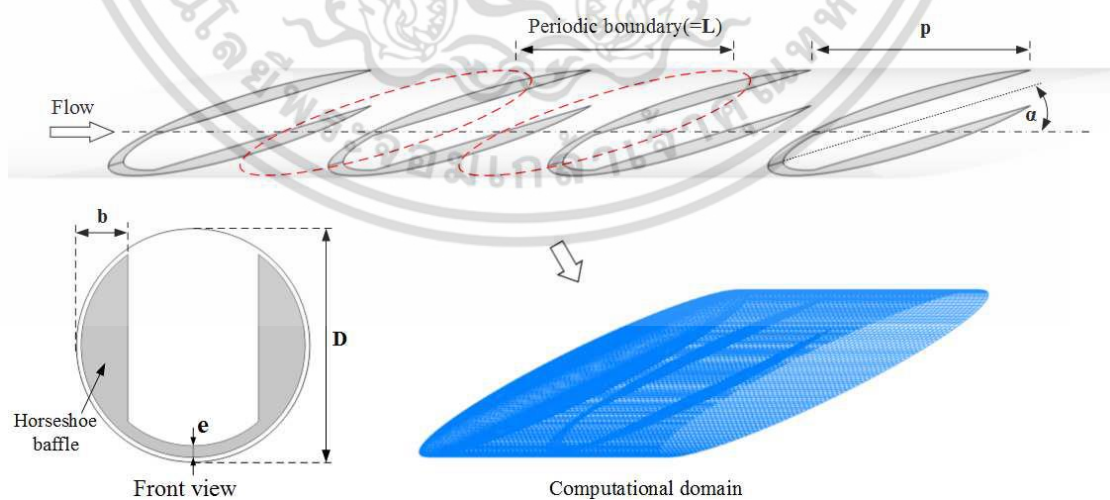 Periodic boundary(=L)
p
Flow
α
b
D
Horseshoe
baffle
e
Front view
Computational domain